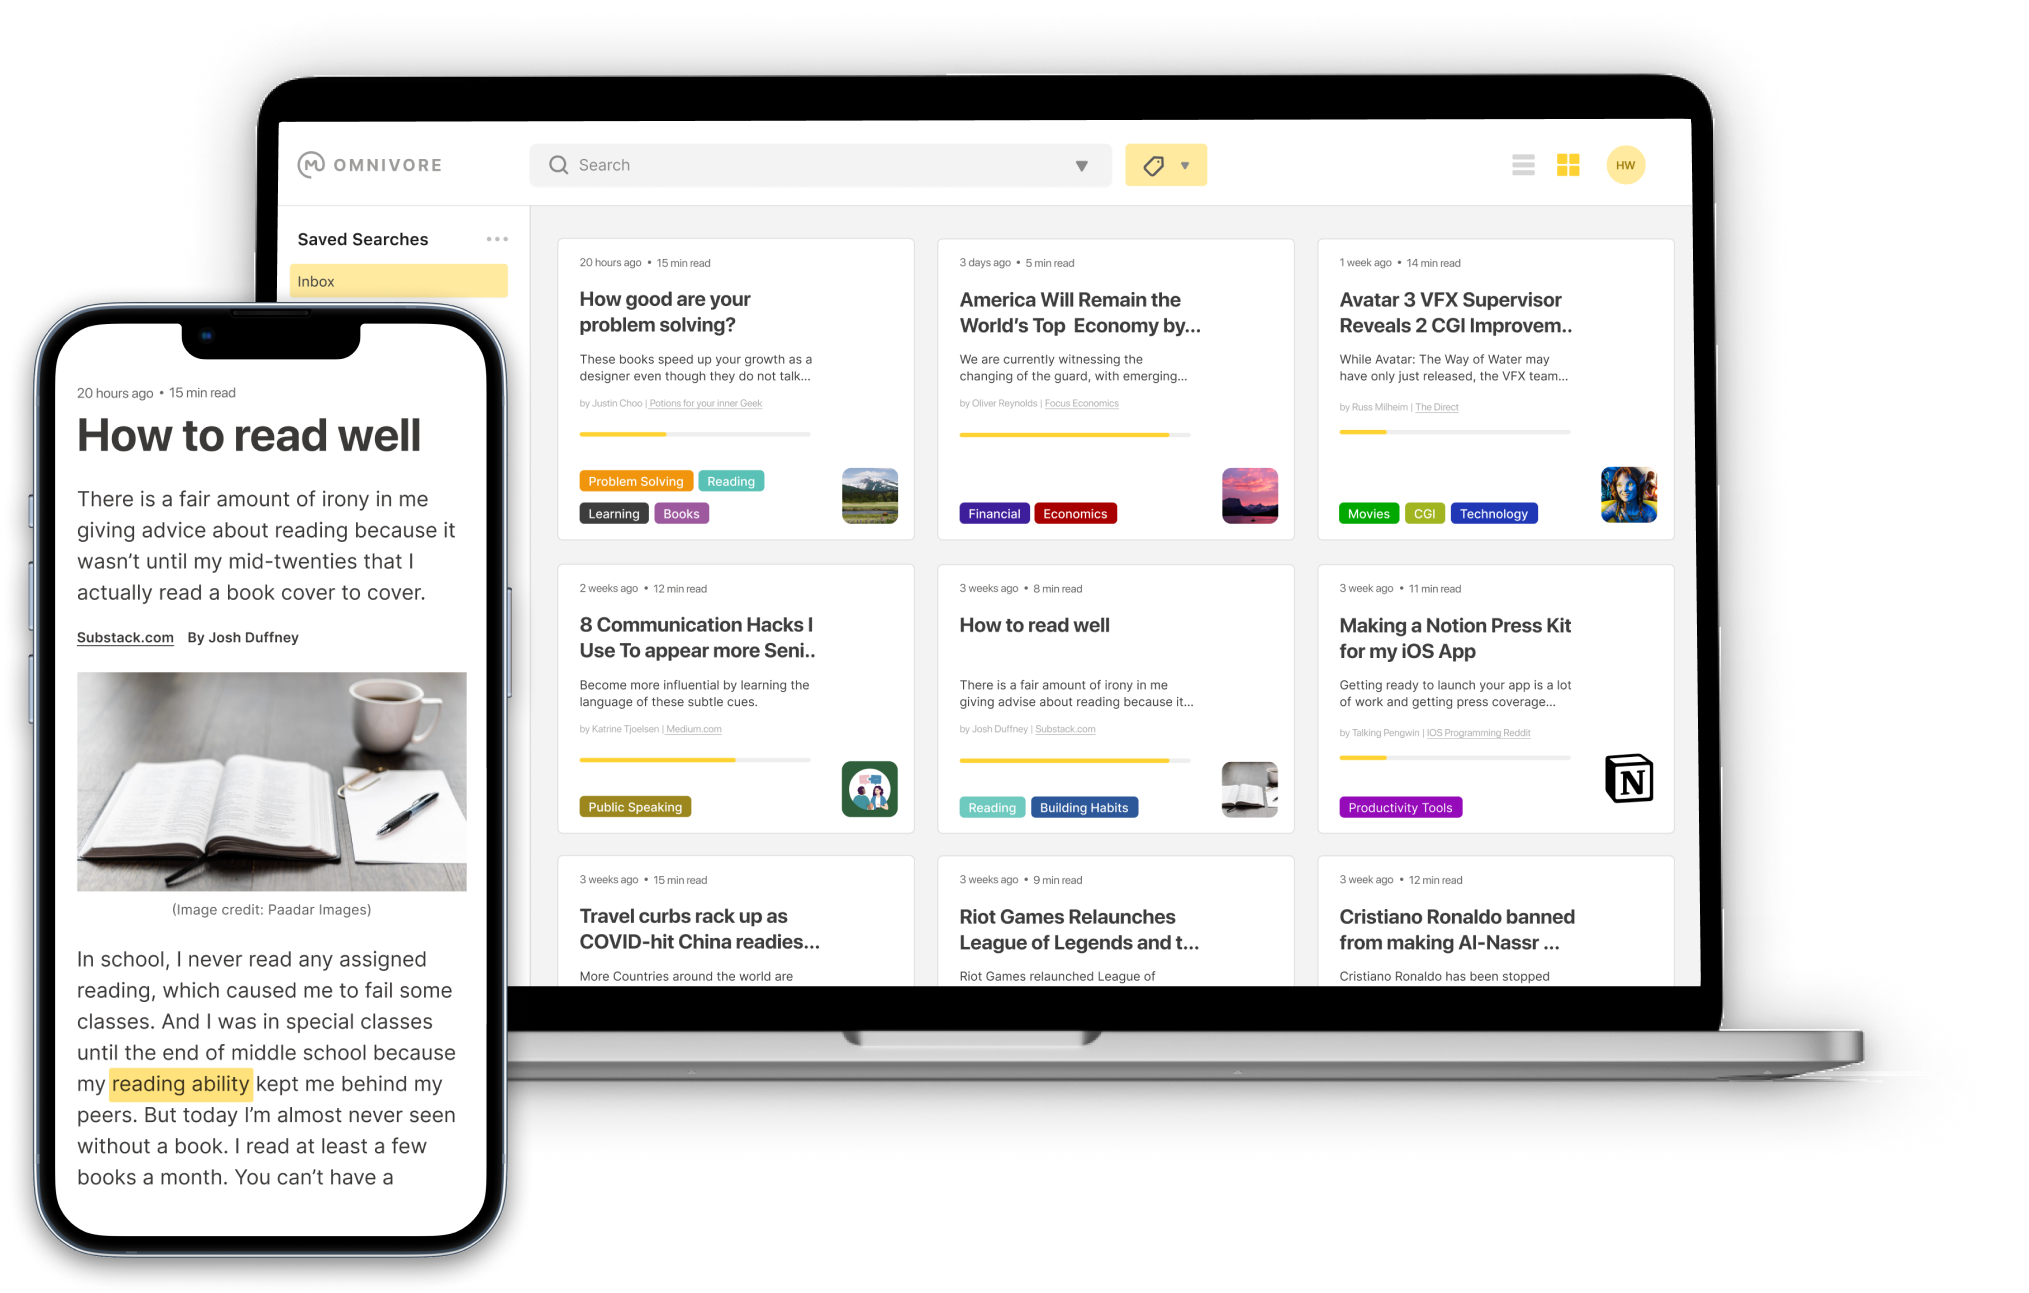 OMNIVORE
Search
HW
Saved Searches
Inbox
20 hours ago • 15 min read
How good are your
problem solving?
These books speed up your growth as a
designer even though they do not talk...
by Justin Choo | Potions for your inner Geek
Problem Solving
Reading
Learning
Books
3 days ago • 5 min read
America Will Remain the
World’s Top Economy by...
We are currently witnessing the
changing of the guard, with emerging...
by Oliver Reynolds | Focus Economics
Financial
Economics
1 week ago • 14 min read
Avatar 3 VFX Supervisor
Reveals 2 CGI Improvem..
While Avatar: The Way of Water may
have only just released, the VFX team...
by Russ Milheim | The Direct
Movies
CGI
Technology
2 weeks ago • 12 min read
8 Communication Hacks I
Use To appear more Seni..
Become more influential by learning the
language of these subtle cues.
by Katrine Tjoelsen | Medium.com
Public Speaking
3 weeks ago • 8 min read
How to read well
There is a fair amount of irony in me
giving advise about reading because it...
by Josh Duffney | Substack.com
Reading
Building Habits
3 week ago • 11 min read
Making a Notion Press Kit
for my iOS App
Getting ready to launch your app is a lot
of work and getting press coverage...
by Talking Pengwin | IOS Programming Reddit
N
Productivity Tools
3 weeks ago • 15 min read
Travel curbs rack up as
COVID-hit China readies...
More Countries around the world are
3 weeks ago • 9 min read
Riot Games Relaunches
League of Legends and t...
Riot Games relaunched League of
3 week ago • 12 min read
Cristiano Ronaldo banned
from making Al-Nassr ...
Cristiano Ronaldo has been stopped
20 hours ago • 15 min read
How to read well
There is a fair amount of irony in me
giving advice about reading because it
wasn’t until my mid-twenties that I
actually read a book cover to cover.
Substack.com By Josh Duffney
(Image credit: Paadar Images)
In school, I never read any assigned
reading, which caused me to fail some
classes. And I was in special classes
until the end of middle school because
my reading ability kept me behind my
peers. But today I’m almost never seen
without a book. I read at least a few
books a month. You can’t have a